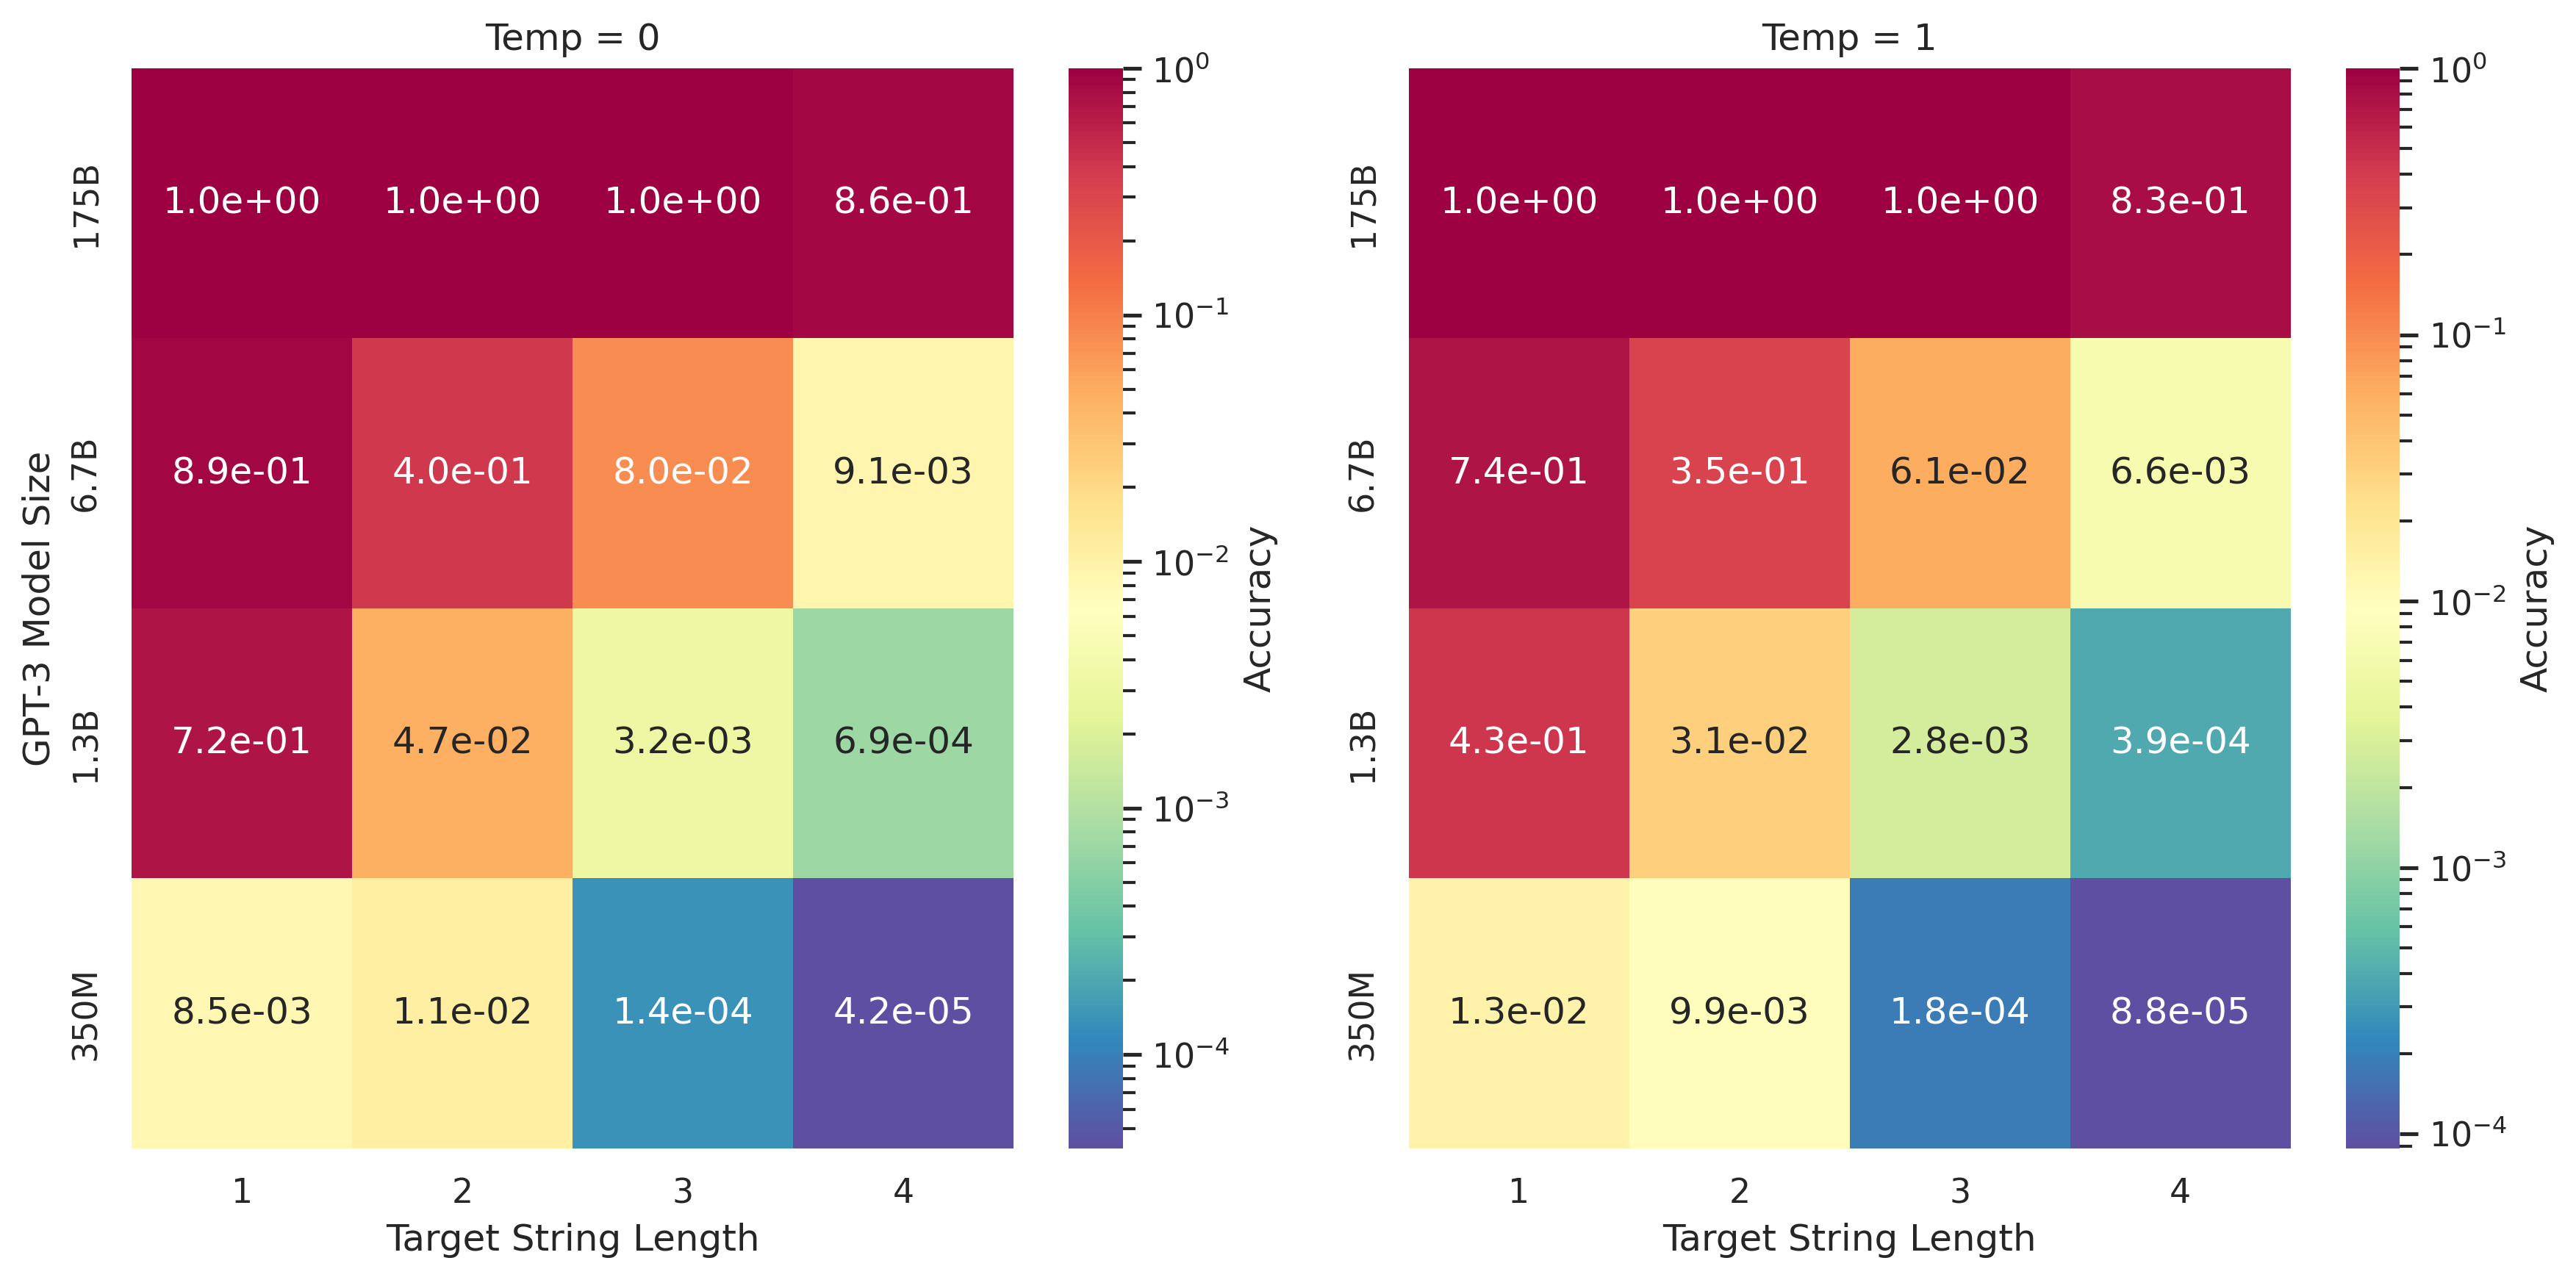 Temp = 0
GPT-3 Model Size
175B
1.0e+00 1.0e+00 1.0e+00 8.6e-01
6.7B
8.9e-01 4.0e-01 8.0e-02 9.1e-03
1.3B
7.2e-01 4.7e-02 3.2e-03 6.9e-04
350M
8.5e-03 1.1e-02 1.4e-04 4.2e-05
1 2 3 4
Target String Length
10⁰
10⁻¹
10⁻²
10⁻³
10⁻⁴
Accuracy
Temp = 1
175B
1.0e+00 1.0e+00 1.0e+00 8.3e-01
6.7B
7.4e-01 3.5e-01 6.1e-02 6.6e-03
1.3B
4.3e-01 3.1e-02 2.8e-03 3.9e-04
350M
1.3e-02 9.9e-03 1.8e-04 8.8e-05
1 2 3 4
Target String Length
10⁰
10⁻¹
10⁻²
10⁻³
10⁻⁴
Accuracy